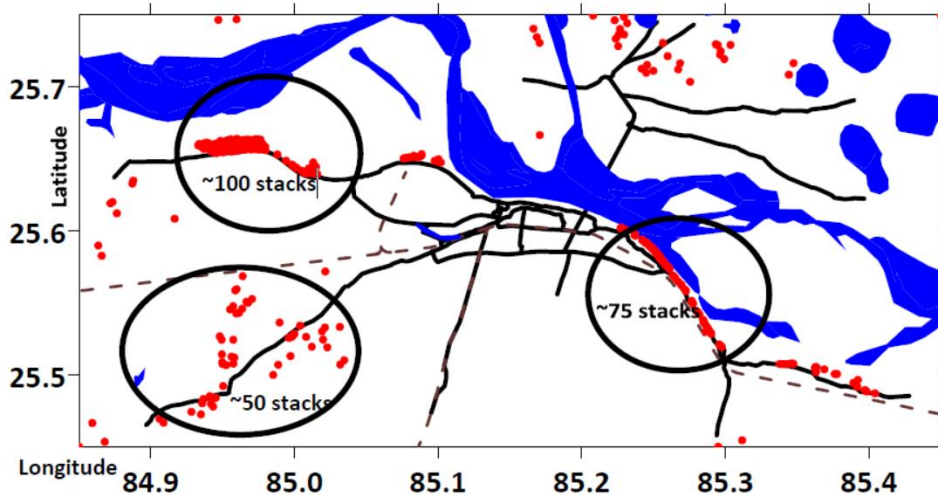 25.7
Latitude
~100 stacks
25.6
~75 stacks
25.5
~50 stacks
Longitude
84.9 85.0 85.1 85.2 85.3 85.4